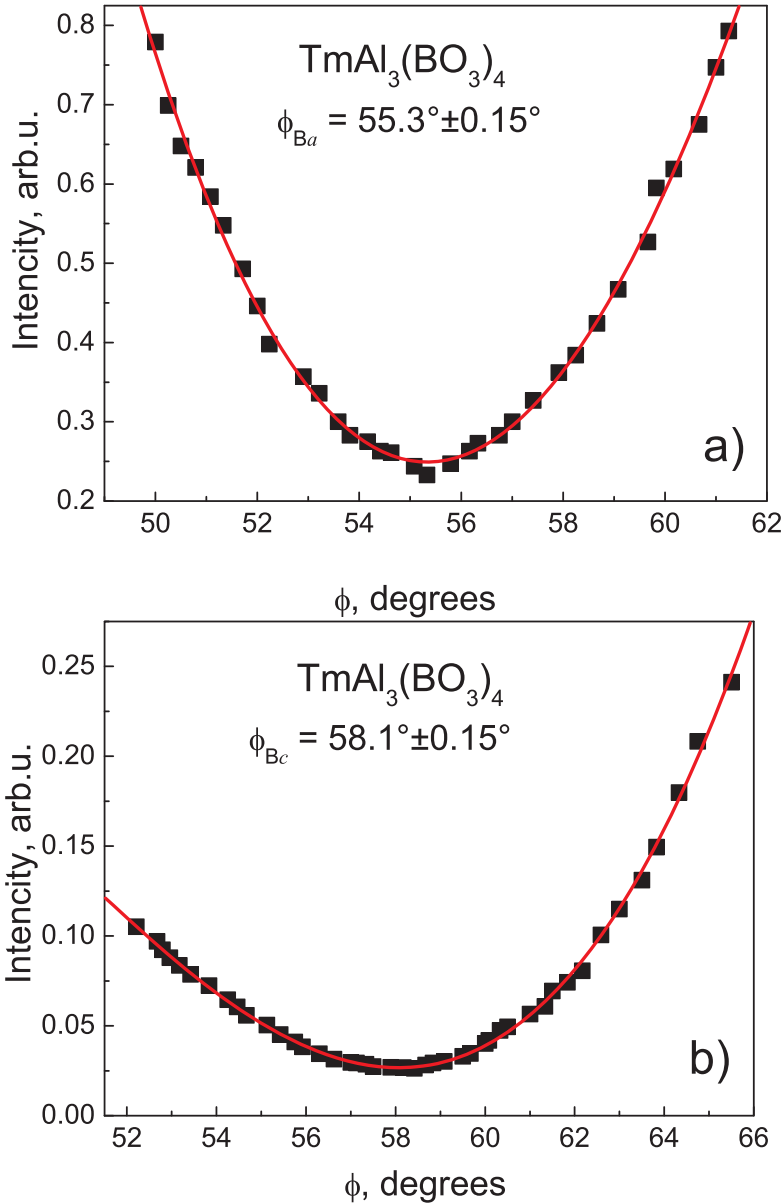 0.8
0.7
0.6
0.5
0.4
0.3
0.2
Intencity, arb.u.
TmAl3(BO3)4
ϕBa = 55.3°±0.15°
a)
50 52 54 56 58 60 62
ϕ, degrees
0.25
0.20
0.15
0.10
0.05
0.00
Intencity, arb.u.
TmAl3(BO3)4
ϕBc = 58.1°±0.15°
b)
52 54 56 58 60 62 64 66
ϕ, degrees